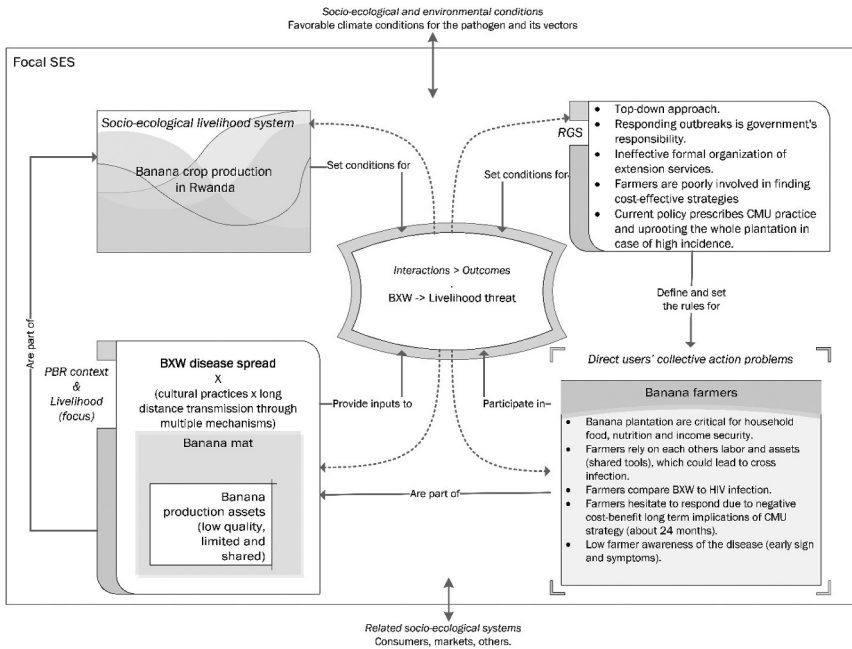 Socio-ecological and environmental conditions
Favorable climate conditions for the pathogen and its vectors
Focal SES
Socio-ecological livelihood system
Banana crop production
in Rwanda
Set conditions for
Set conditions for
RGS
• Top-down approach.
• Responding outbreaks is government's
responsibility.
• Ineffective formal organization of
extension services.
• Farmers are poorly involved in finding
cost-effective strategies
• Current policy prescribes CMU practice
and uprooting the whole plantation in
case of high incidence.
Interactions > Outcomes
.
BXW -> Livelihood threat
Define and set
the rules for
Are part of
PBR context
&
Livelihood
(focus)
BXW disease spread
X
(cultural practices x long
distance transmission through
multiple mechanisms)
Banana mat
Banana
production assets
(low quality,
limited and
shared)
Provide inputs to
Participate in
Are part of
Direct users' collective action problems
Banana farmers
• Banana plantation are critical for household
food, nutrition and income security.
• Farmers rely on each others labor and assets
(shared tools), which could lead to cross
infection.
• Farmers compare BXW to HIV infection.
• Farmers hesitate to respond due to negative
cost-benefit long term implications of CMU
strategy (about 24 months).
• Low farmer awareness of the disease (early sign
and symptoms).
Related socio-ecological systems
Consumers, markets, others.